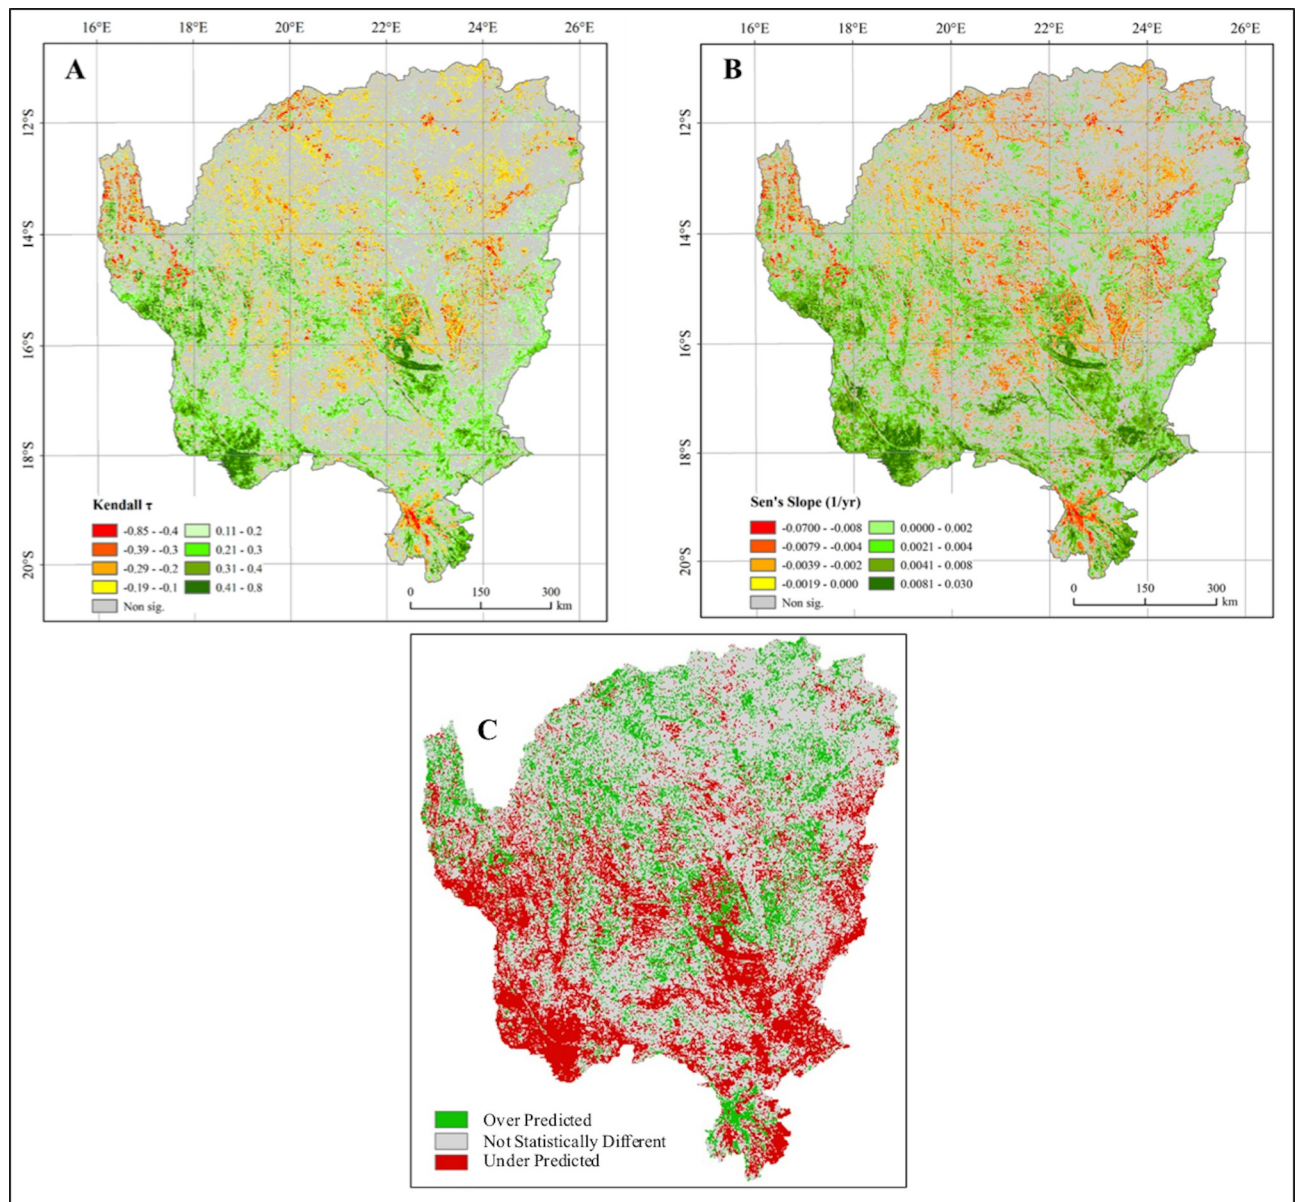 16°E 18°E 20°E 22°E 24°E 26°E
A
12°S
14°S
16°S
18°S
20°S
Kendall τ
-0.85 - -0.4 0.11 - 0.2
-0.39 - -0.3 0.21 - 0.3
-0.29 - -0.2 0.31 - 0.4
-0.19 - -0.1 0.41 - 0.8
Non sig.
0 150 300
km
16°E 18°E 20°E 22°E 24°E 26°E
B
12°S
14°S
16°S
18°S
20°S
Sen's Slope (1/yr)
-0.0700 - -0.008 0.0000 - 0.002
-0.0079 - -0.004 0.0021 - 0.004
-0.0039 - -0.002 0.0041 - 0.008
-0.0019 - 0.000 0.0081 - 0.030
Non sig.
0 150 300
km
C
Over Predicted
Not Statistically Different
Under Predicted